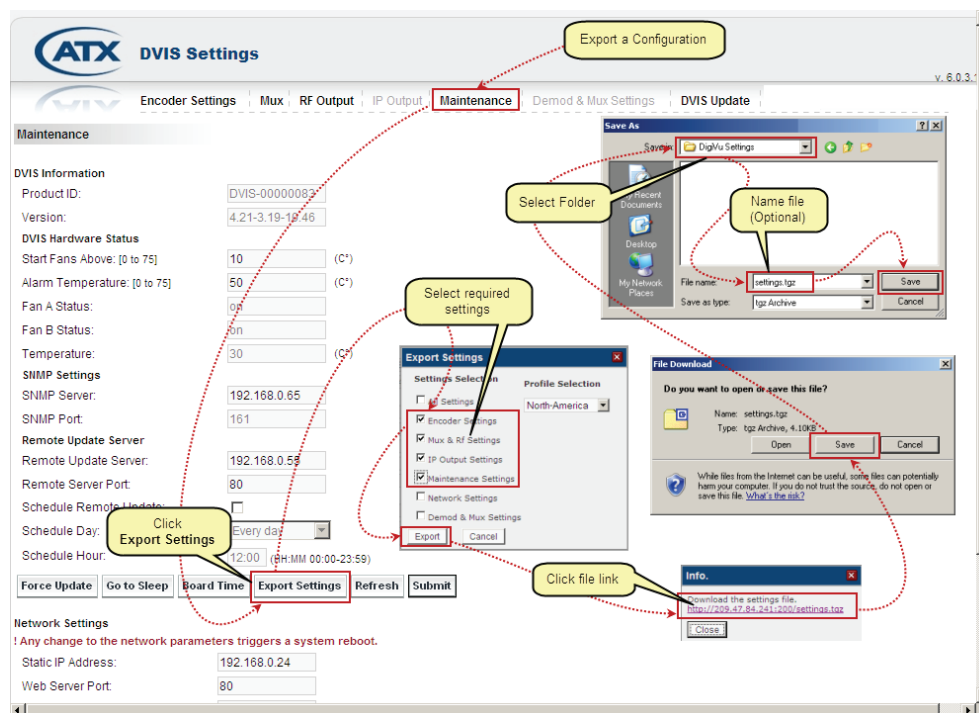 ATX
DVIS Settings
Export a Configuration
v. 6.0.3.
Encoder Settings Mux RF Output IP Output Maintenance Demod & Mux Settings DVIS Update
Maintenance
DVIS Information
Product ID: DVIS-00000083
Version: 4.21-3.19-19.46
DVIS Hardware Status
Start Fans Above: [0 to 75] 10 (C°)
Alarm Temperature: [0 to 75] 50 (C°)
Fan A Status: on
Fan B Status: on
Temperature: 30 (C°)
SNMP Settings
SNMP Server: 192.168.0.65
SNMP Port: 161
Remote Update Server
Remote Update Server: 192.168.0.55
Remote Server Port: 80
Schedule Remote Update:
Schedule Day: Every day
Schedule Hour: 12:00 (HH:MM 00:00-23:59)
Click
Export Settings
Force Update Go to Sleep Board Time Export Settings Refresh Submit
Network Settings
! Any change to the network parameters triggers a system reboot.
Static IP Address: 192.168.0.24
Web Server Port: 80
Select required
settings
Export Settings
Settings Selection Profile Selection
All Settings North-America
Encoder Settings
Mux & Rf Settings
IP Output Settings
Maintenance Settings
Network Settings
Demod & Mux Settings
Export Cancel
Click file link
Info.
Download the settings file.
http://209.47.84.241:200/settings.tgz
Close
File Download
Do you want to open or save this file?
Name: settings.tgz
Type: tgz Archive, 4.10KB
Open Save Cancel
While files from the Internet can be useful, some files can potentially
harm your computer. If you do not trust the source, do not open or
save this file. What's the risk?
Save As
Save in: DigiVu Settings
Select Folder
My Recent
Documents
Desktop
My Network
Places
Name file
(Optional)
File name: settings.tgz Save
Save as type: tgz Archive Cancel